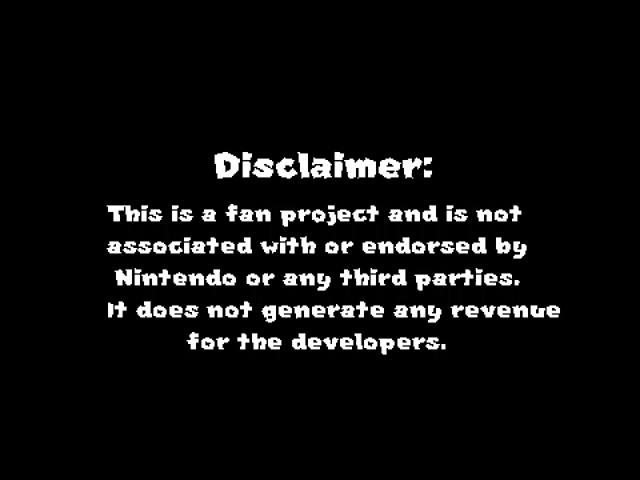 Disclaimer:
This is a fan project and is not
associated with or endorsed by
Nintendo or any third parties.
It does not generate any revenue
for the developers.